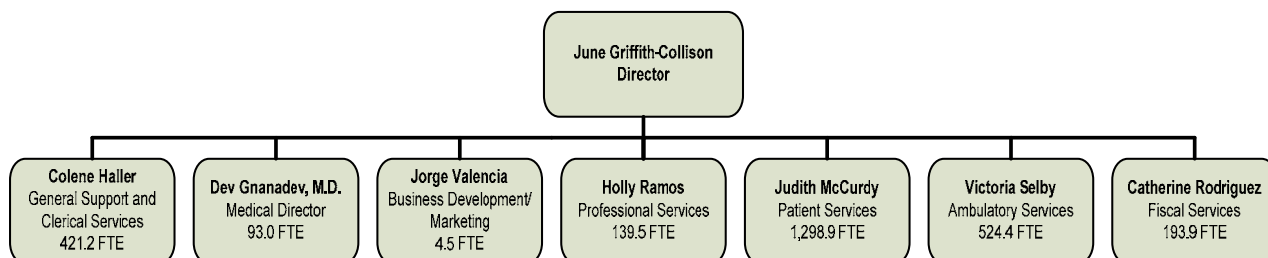 June Griffith-Collison
Director
Colene Haller
General Support and
Clerical Services
421.2 FTE
Dev Gnanadev, M.D.
Medical Director
93.0 FTE
Jorge Valencia
Business Development/
Marketing
4.5 FTE
Holly Ramos
Professional Services
139.5 FTE
Judith McCurdy
Patient Services
1,298.9 FTE
Victoria Selby
Ambulatory Services
524.4 FTE
Catherine Rodriguez
Fiscal Services
193.9 FTE